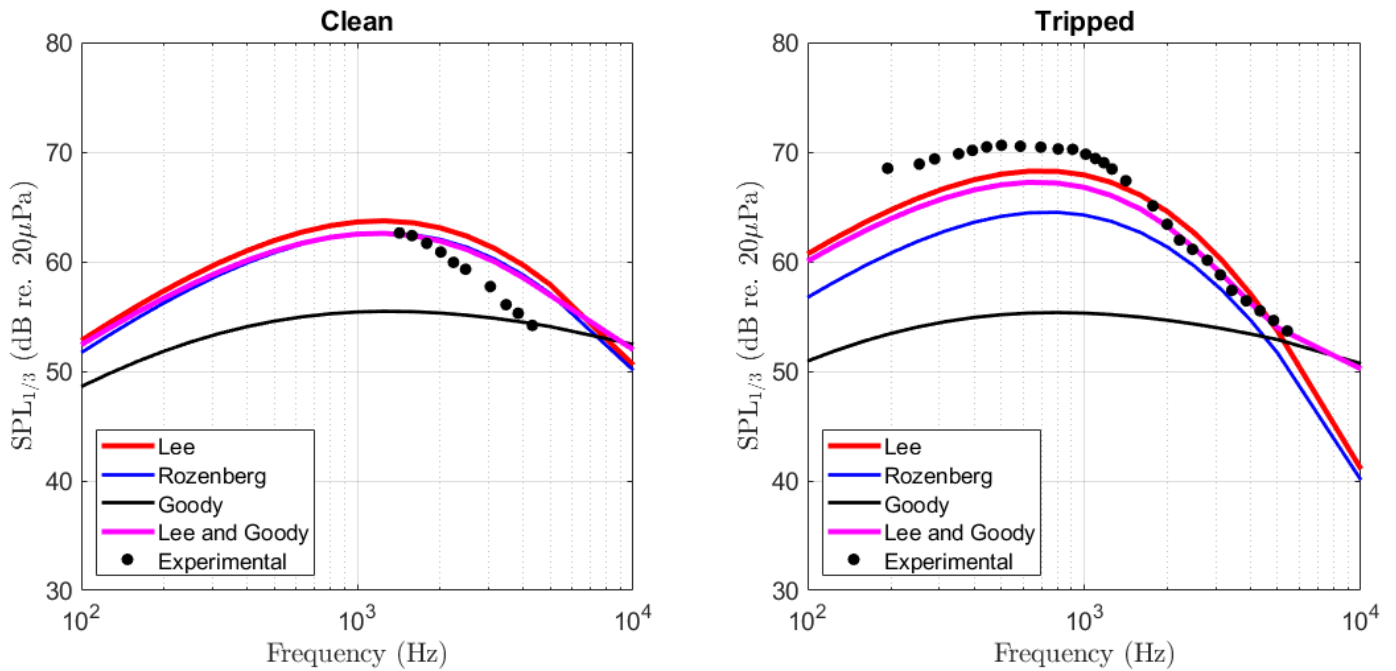 Clean
80
70
60
50
40
30
SPL1/3 (dB re. 20μPa)
Lee
Rozenberg
Goody
Lee and Goody
Experimental
10^2
10^3
10^4
Frequency (Hz)
Tripped
80
70
60
50
40
30
SPL1/3 (dB re. 20μPa)
Lee
Rozenberg
Goody
Lee and Goody
Experimental
10^2
10^3
10^4
Frequency (Hz)